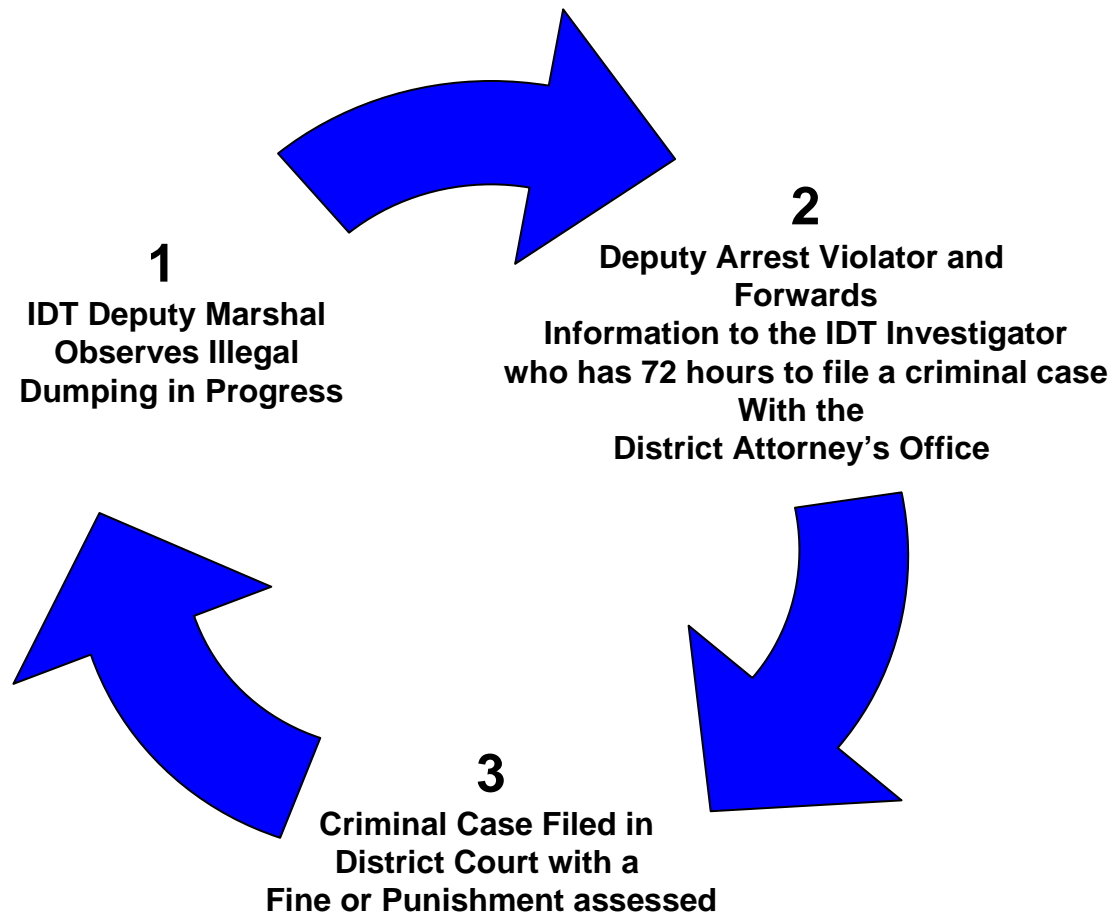 1
IDT Deputy Marshal
Observes Illegal
Dumping in Progress
2
Deputy Arrest Violator and
Forwards
Information to the IDT Investigator
who has 72 hours to file a criminal case
With the
District Attorney’s Office
3
Criminal Case Filed in
District Court with a
Fine or Punishment assessed